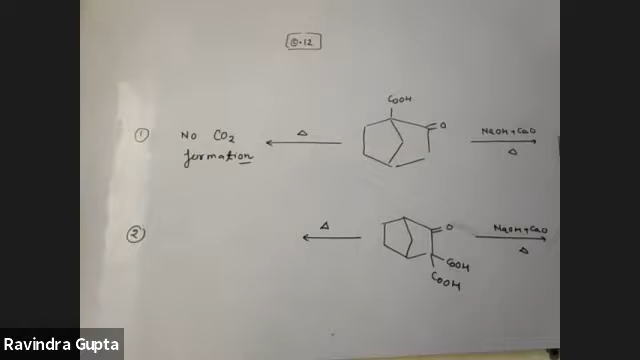 Q.12
COOH
① No CO2 Δ O NaOH + CaO
formation Δ
② Δ O NaOH + CaO
COOH Δ
COOH
Ravindra Gupta